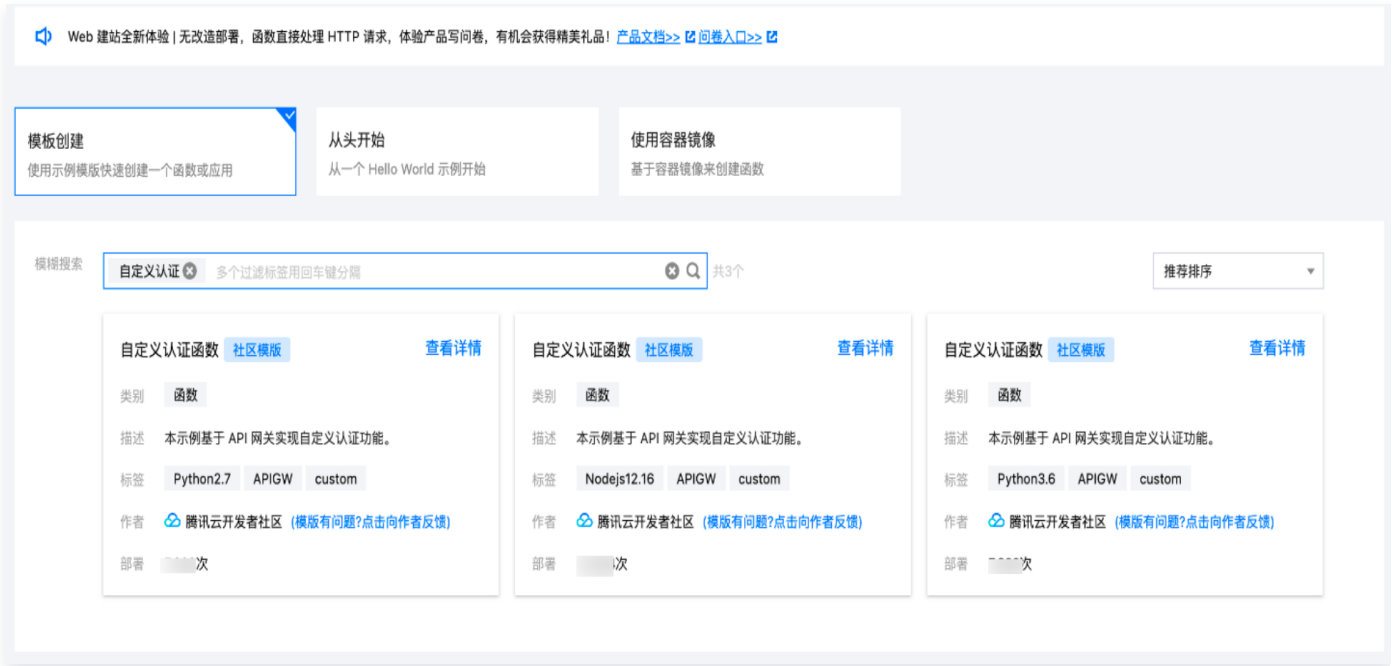 Web 建站全新体验 | 无改造部署，函数直接处理 HTTP 请求，体验产品写问卷，有机会获得精美礼品！产品文档>> 问卷入口>>
模板创建
使用示例模版快速创建一个函数或应用
从头开始
从一个 Hello World 示例开始
使用容器镜像
基于容器镜像来创建函数
模糊搜索 自定义认证 多个过滤标签用回车键分隔 共3个 推荐排序
自定义认证函数 社区模版 查看详情
类别 函数
描述 本示例基于 API 网关实现自定义认证功能。
标签 Python2.7 APIGW custom
作者 腾讯云开发者社区 (模版有问题?点击向作者反馈)
部署 次
自定义认证函数 社区模版 查看详情
类别 函数
描述 本示例基于 API 网关实现自定义认证功能。
标签 Nodejs12.16 APIGW custom
作者 腾讯云开发者社区 (模版有问题?点击向作者反馈)
部署 次
自定义认证函数 社区模版 查看详情
类别 函数
描述 本示例基于 API 网关实现自定义认证功能。
标签 Python3.6 APIGW custom
作者 腾讯云开发者社区 (模版有问题?点击向作者反馈)
部署 次